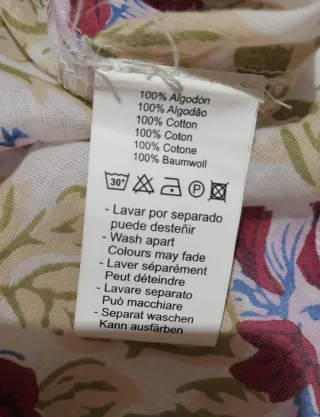 100% Algodón
100% Algodão
100% Cotton
100% Coton
100% Cotone
100% Baumwoll
30° P
- Lavar por separado
puede desteñir
- Wash apart
Colours may fade
- Laver séparément
Peut déteindre
- Lavare separato
Può macchiare
- Separat waschen
Kann ausfärben